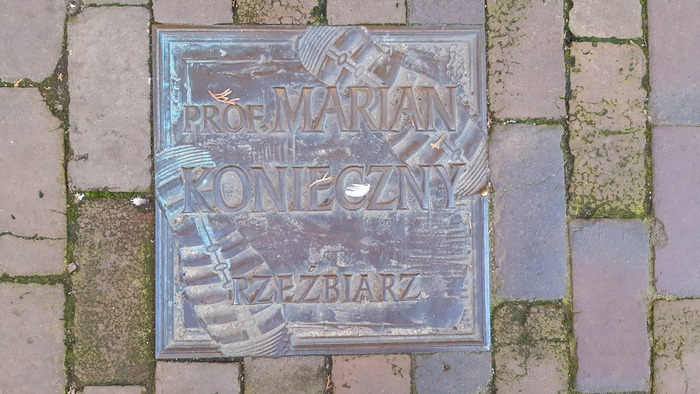 PROF. MARIAN
KONIECZNY
RZEŹBIARZ